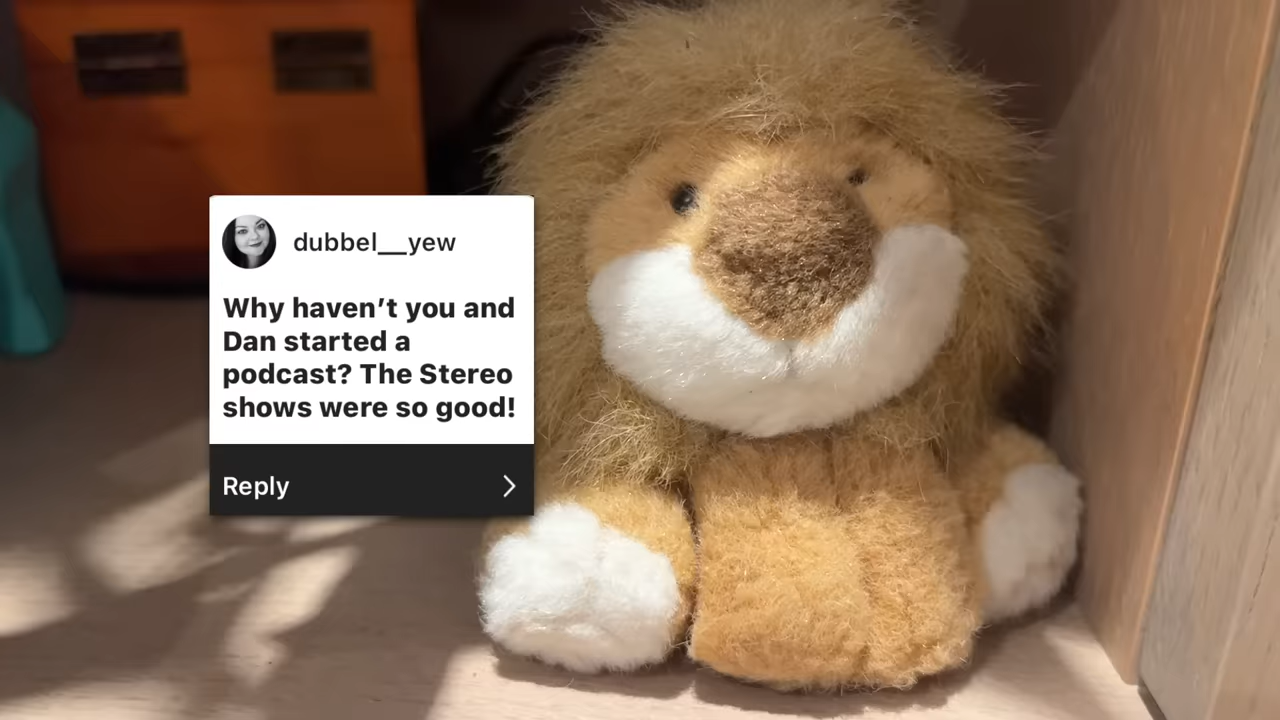 dubbel__yew
Why haven’t you and
Dan started a
podcast? The Stereo
shows were so good!
Reply